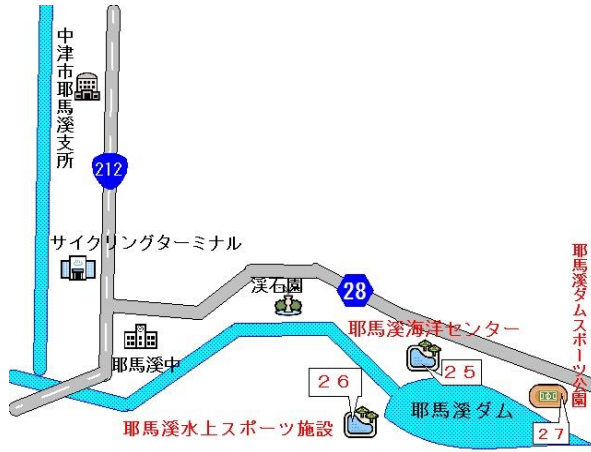 中津市耶馬溪支所
212
サイクリングターミナル
渓石園
28
耶馬溪ダムスポーツ公園
耶馬溪海洋センター
耶馬溪中
25
26
耶馬溪ダム
耶馬溪水上スポーツ施設
27